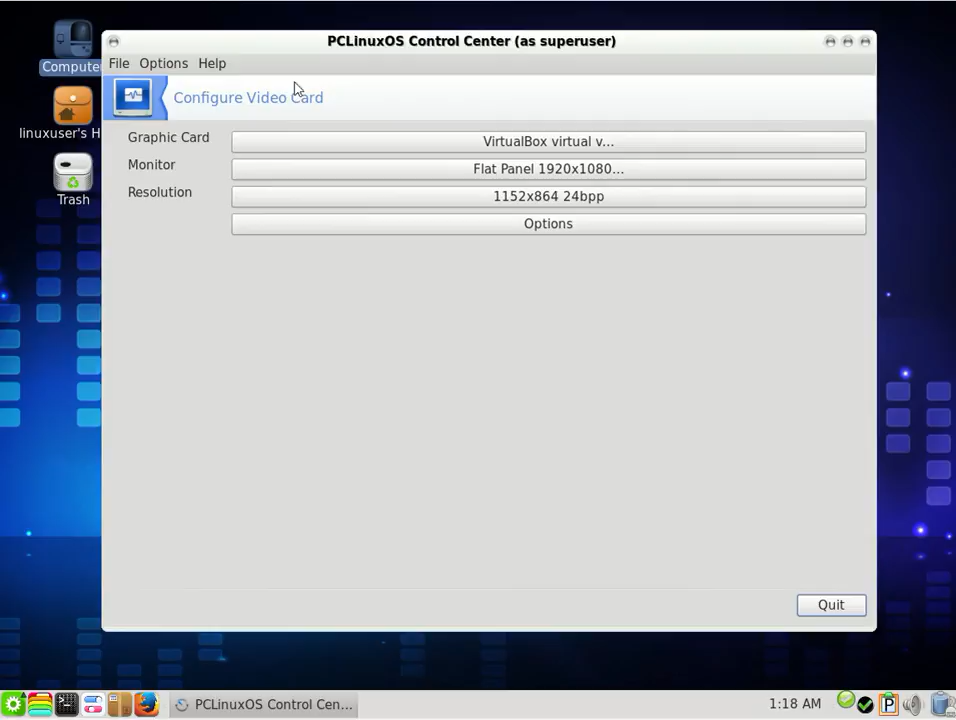 PCLinuxOS Control Center (as superuser)
File Options Help
Configure Video Card
Graphic Card VirtualBox virtual v...
Monitor Flat Panel 1920x1080...
Resolution 1152x864 24bpp
Options
Quit
Compute
linuxuser's H
Trash
PCLinuxOS Control Cen...
1:18 AM
P